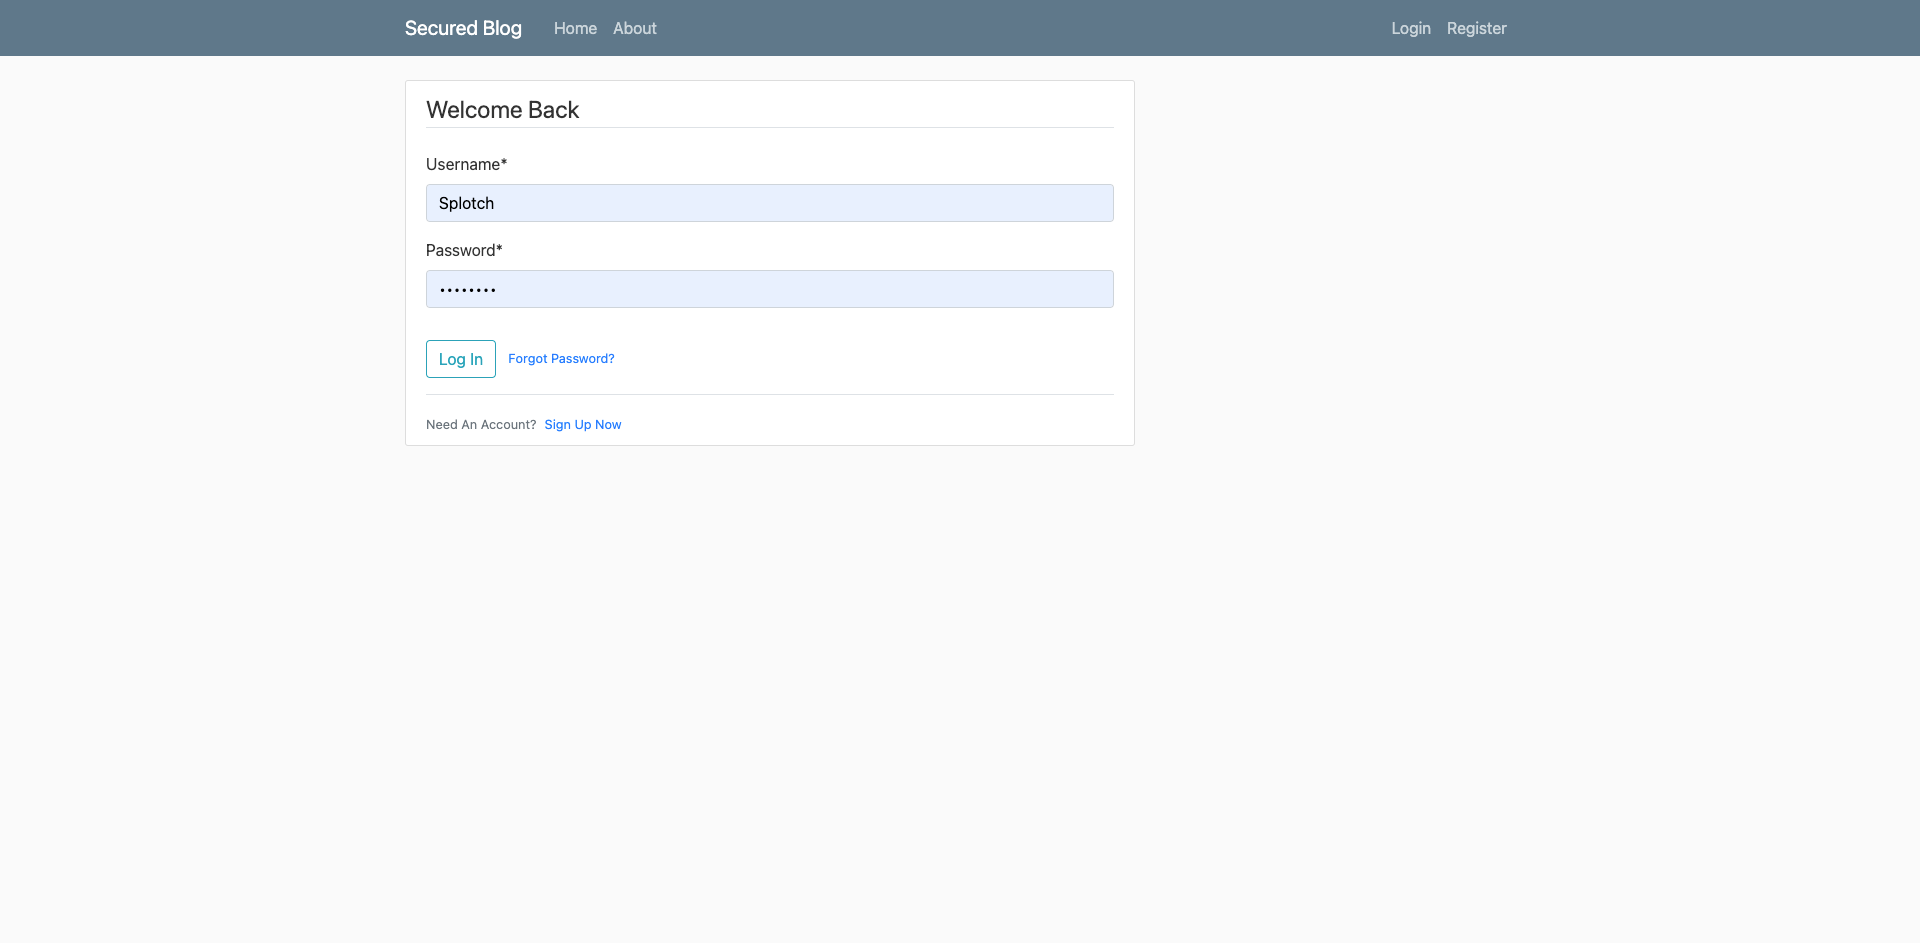 Secured Blog Home About Login Register
Welcome Back
Username*
Splotch
Password*
••••••••
Log In Forgot Password?
Need An Account? Sign Up Now